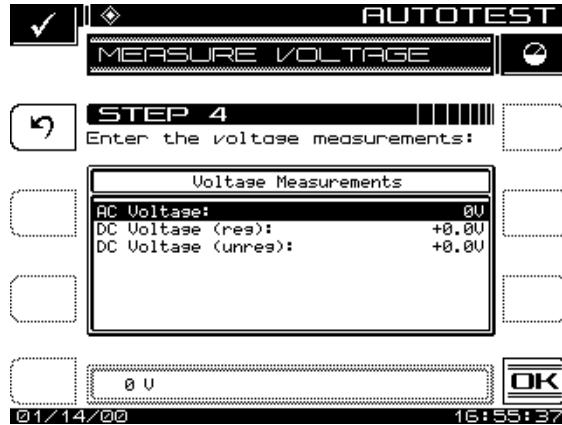 AUTOTEST
MEASURE VOLTAGE
STEP 4
Enter the voltage measurements:
Voltage Measurements
AC Voltage: 0V
DC Voltage (reg): +0.0V
DC Voltage (unreg): +0.0V
0 V
OK
01/14/00 16:55:37